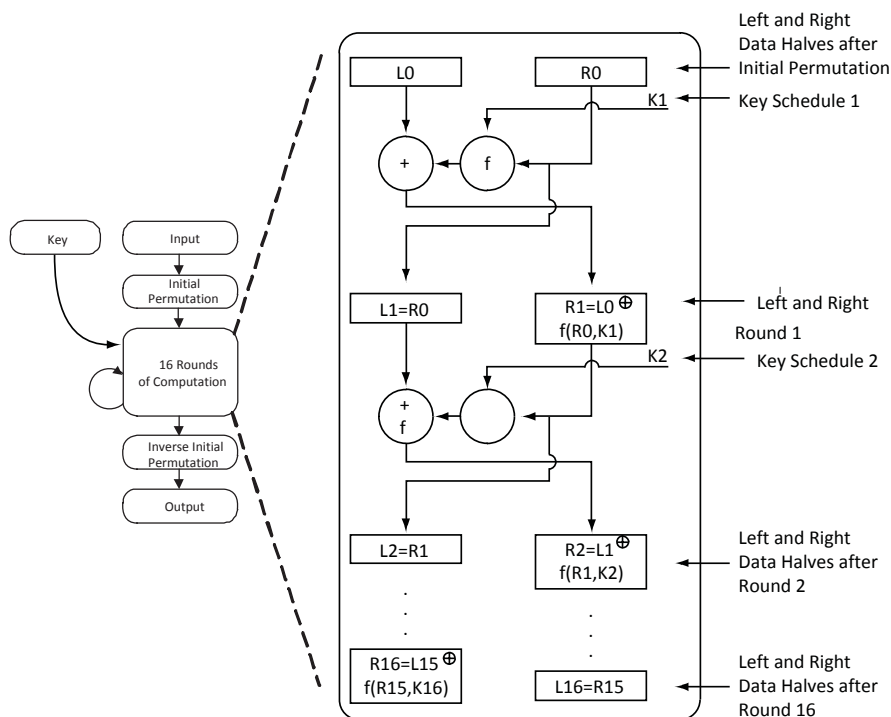 Left and Right
Data Halves after
Initial Permutation
L0
R0
K1
Key Schedule 1
+
f
Key
Input
Initial
Permutation
L1=R0
R1=L0 ⊕
f(R0,K1)
Left and Right
Round 1
K2
Key Schedule 2
16 Rounds
of Computation
+
f
Inverse Initial
Permutation
Output
L2=R1
R2=L1 ⊕
f(R1,K2)
Left and Right
Data Halves after
Round 2
.
.
.
.
.
.
R16=L15 ⊕
f(R15,K16)
L16=R15
Left and Right
Data Halves after
Round 16